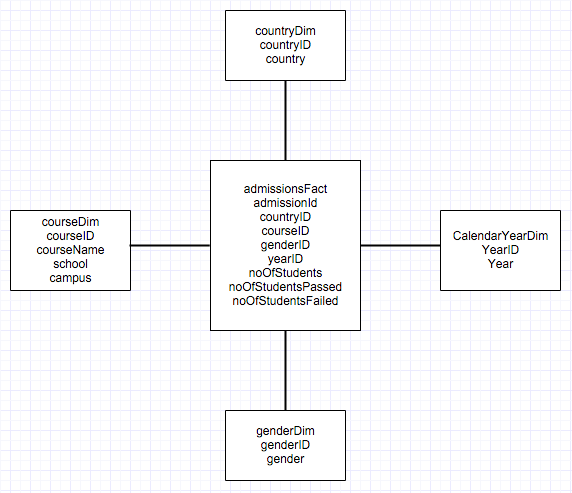 countryDim
countryID
country
admissionsFact
admissionId
countryID
courseID
genderID
yearID
noOfStudents
noOfStudentsPassed
noOfStudentsFailed
courseDim
courseID
courseName
school
campus
CalendarYearDim
YearID
Year
genderDim
genderID
gender